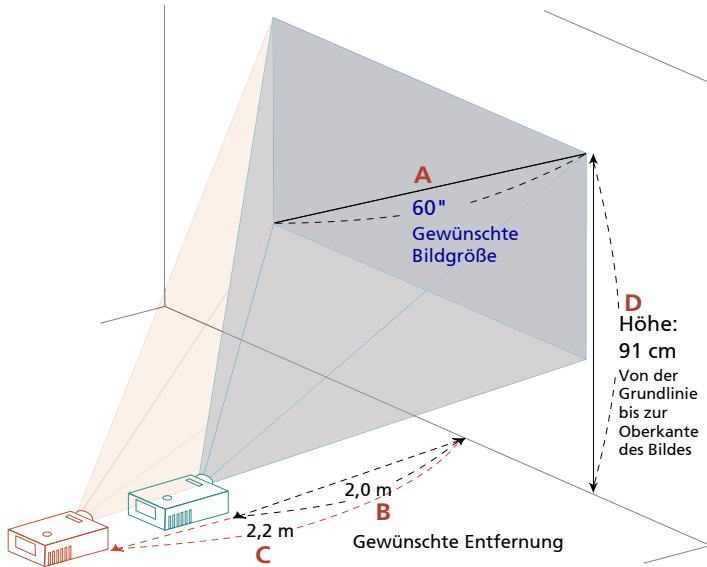 A
60"
Gewünschte
Bildgröße
D
Höhe:
91 cm
Von der
Grundlinie
bis zur
Oberkante
des Bildes
2,0 m
B
2,2 m
C
Gewünschte Entfernung